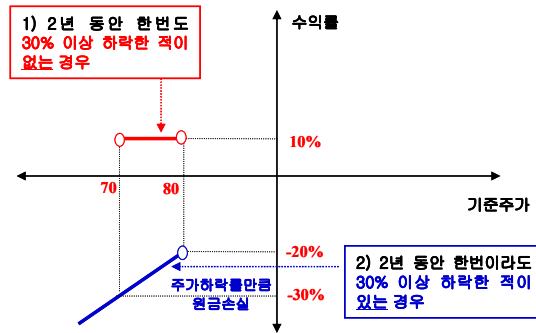 1) 2년 동안 한번도
30% 이상 하락한 적이
없는 경우
수익률
10%
70
80
기준주가
-20%
-30%
주가하락률만큼
원금손실
2) 2년 동안 한번이라도
30% 이상 하락한 적이
있는 경우